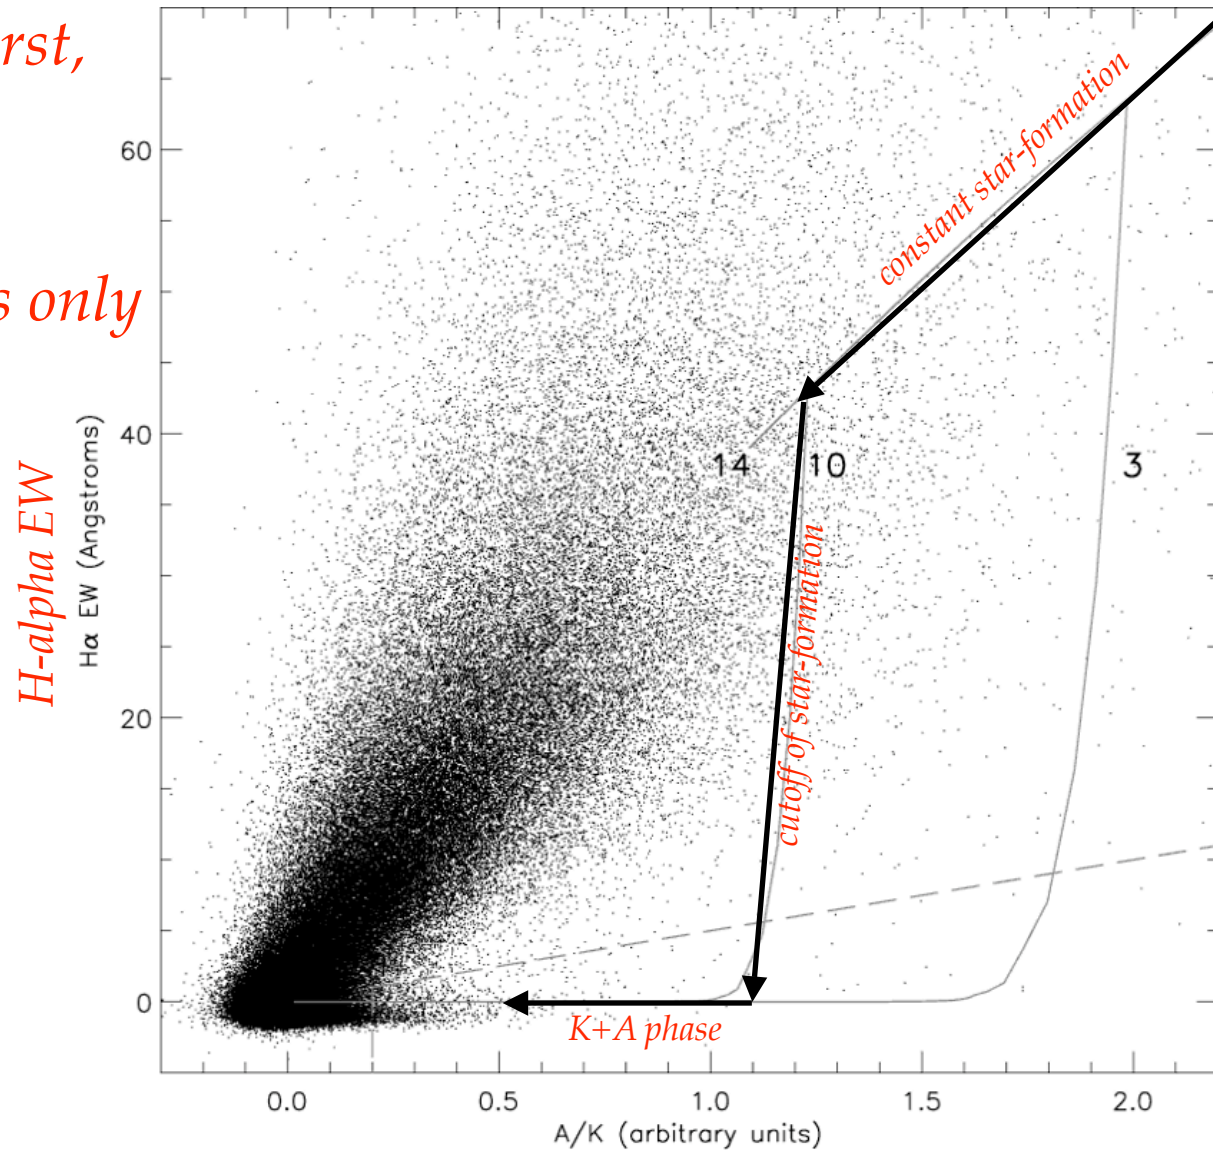 rst,
s only
constant star-formation
cutoff of star-formation
K+A phase
H-alpha EW
Hα EW (Angstroms)
60
40
20
0
14
10
3
0.0
0.5
1.0
1.5
2.0
A/K (arbitrary units)